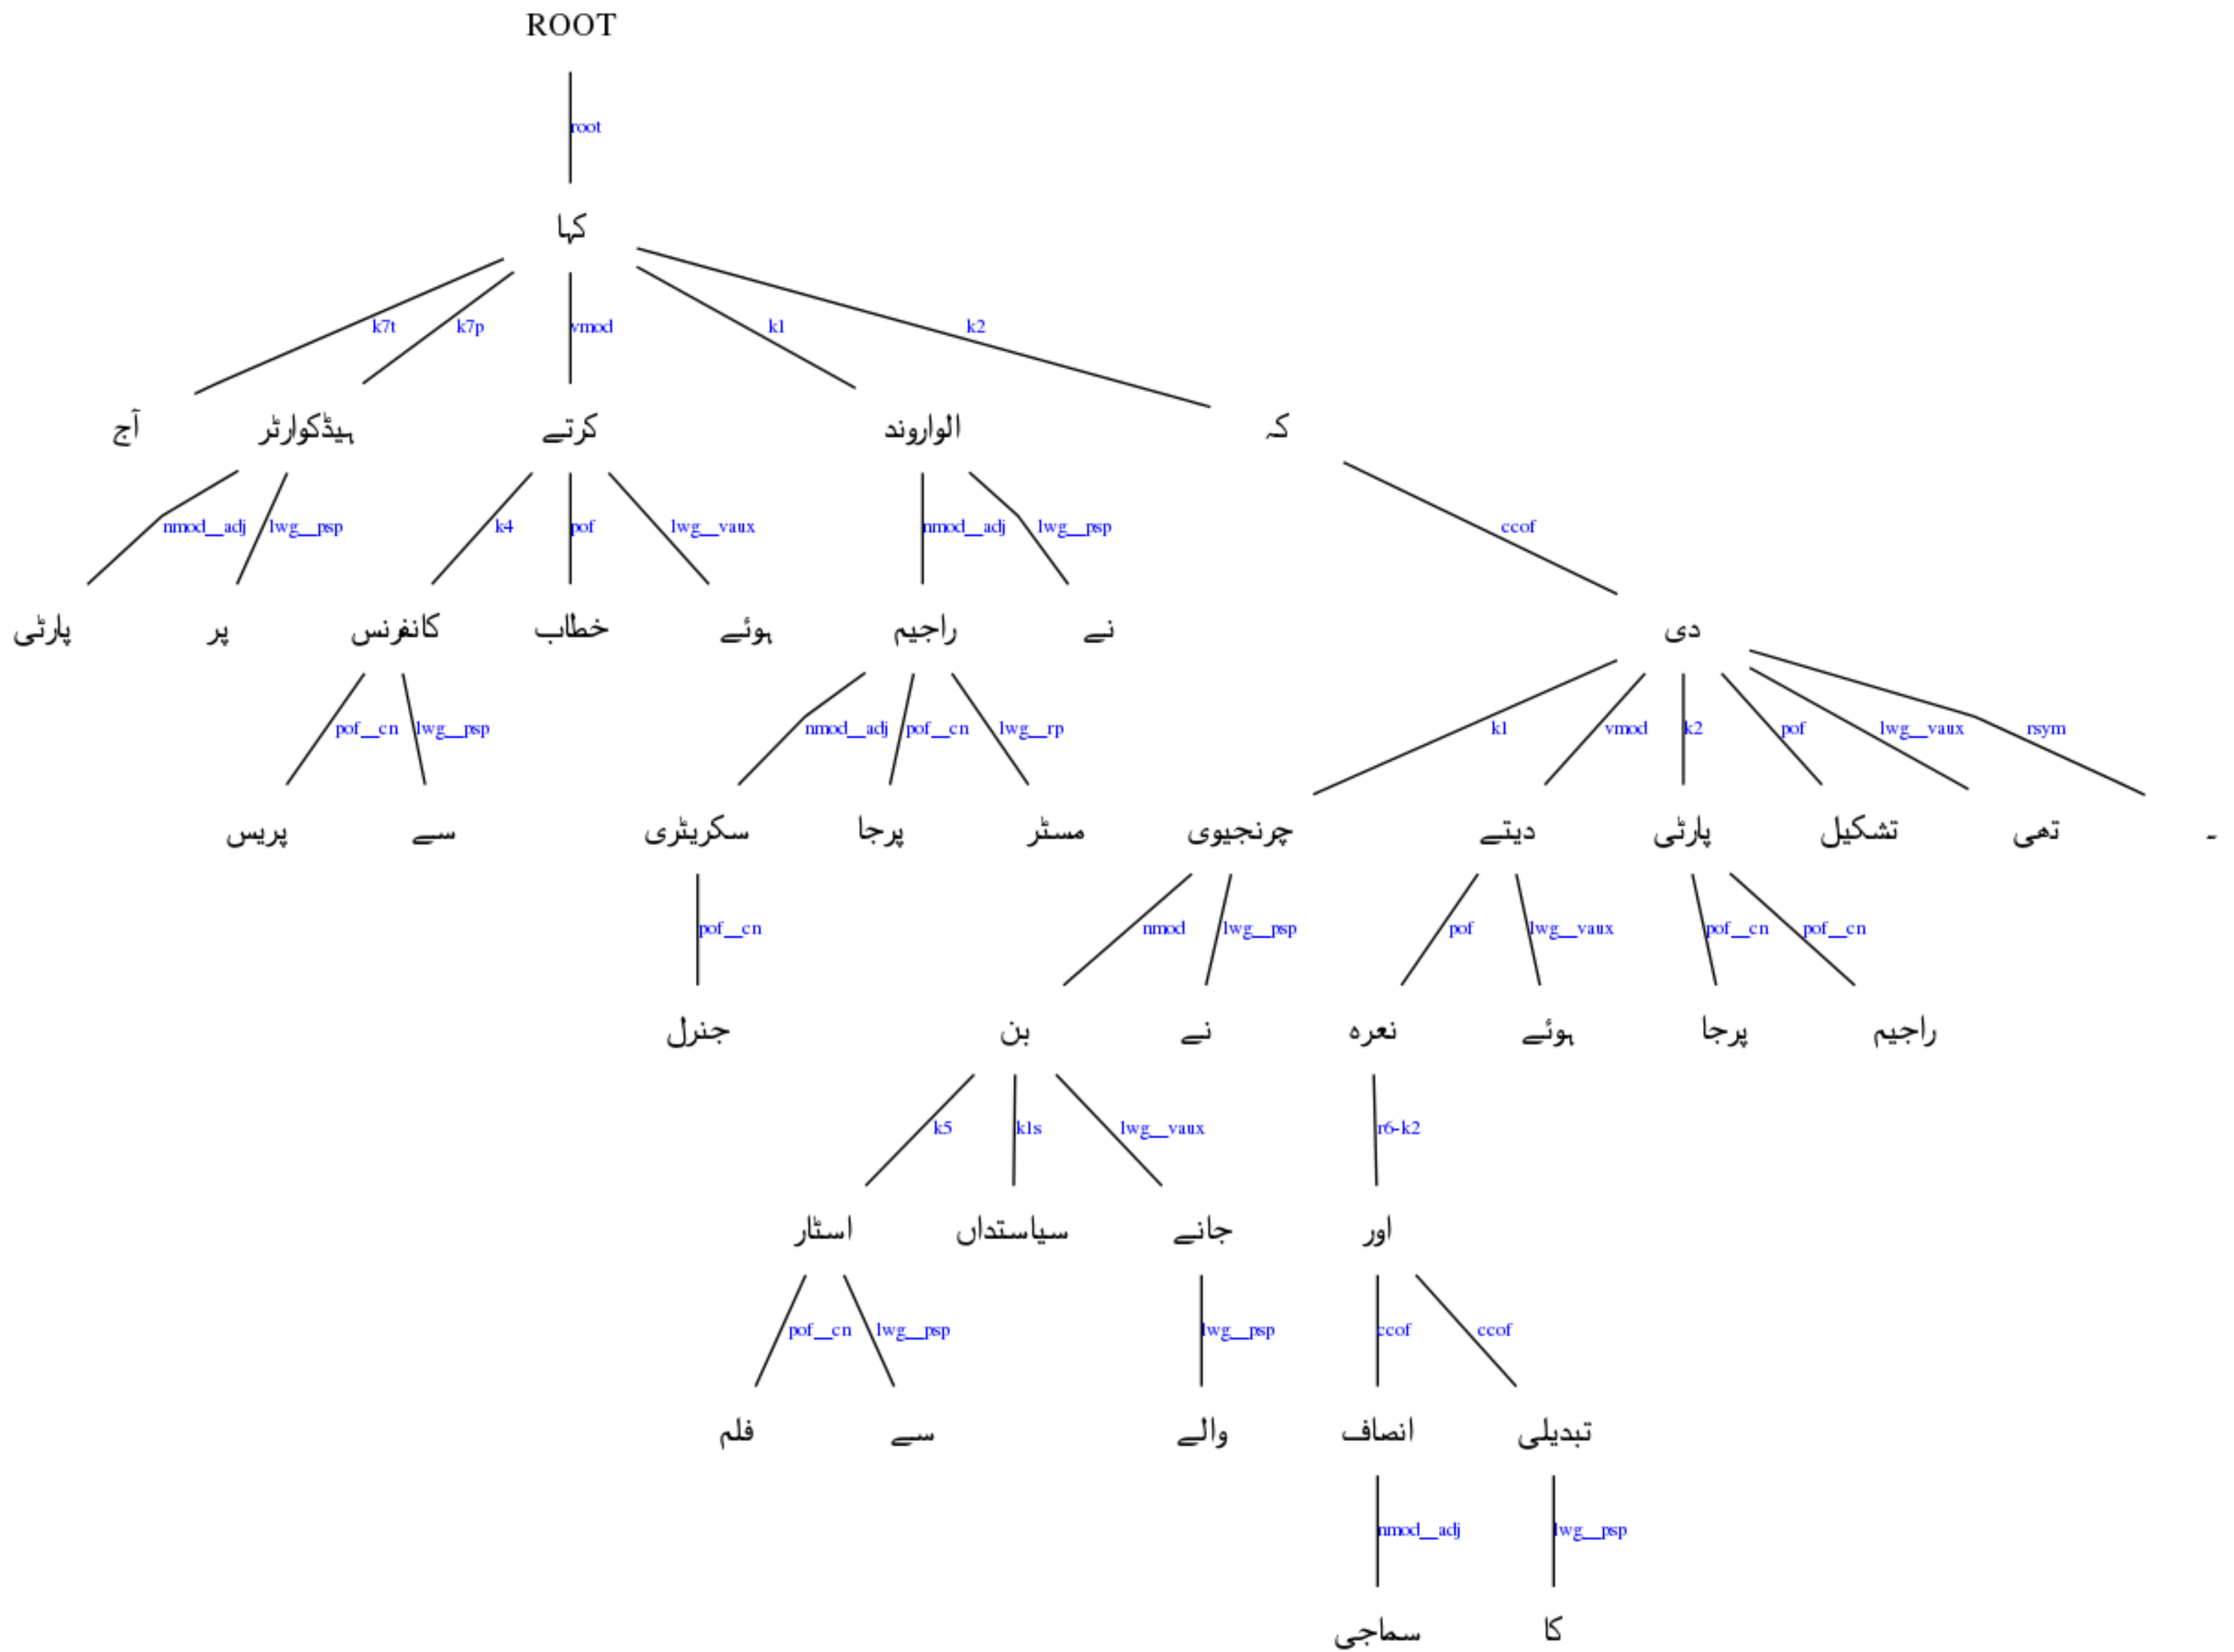 ROOT
root
کہا
k7t k7p vmod k1 k2
آج ہیڈکوارٹر کرتے الواروند کہ
nmod__adj lwg__psp k4 pof lwg__vaux nmod__adj lwg__psp ccof
پارٹی پر کانفرنس خطاب ہوئے راجیم نے دی
pof__cn lwg__psp nmod__adj pof__cn lwg__rp k1 vmod k2 pof lwg__vaux rsym
پریس سے سکریٹری پرجا مسٹر چرنجیوی دیتے پارٹی تشکیل تھی ۔
pof__cn nmod lwg__psp pof lwg__vaux pof__cn pof__cn
جنرل بن نے نعرہ ہوئے پرجا راجیم
k5 k1s lwg__vaux r6-k2
اسٹار سیاستداں جانے اور
pof__cn lwg__psp lwg__psp ccof ccof
فلم سے والے انصاف تبدیلی
nmod__adj lwg__psp
سماجی کا